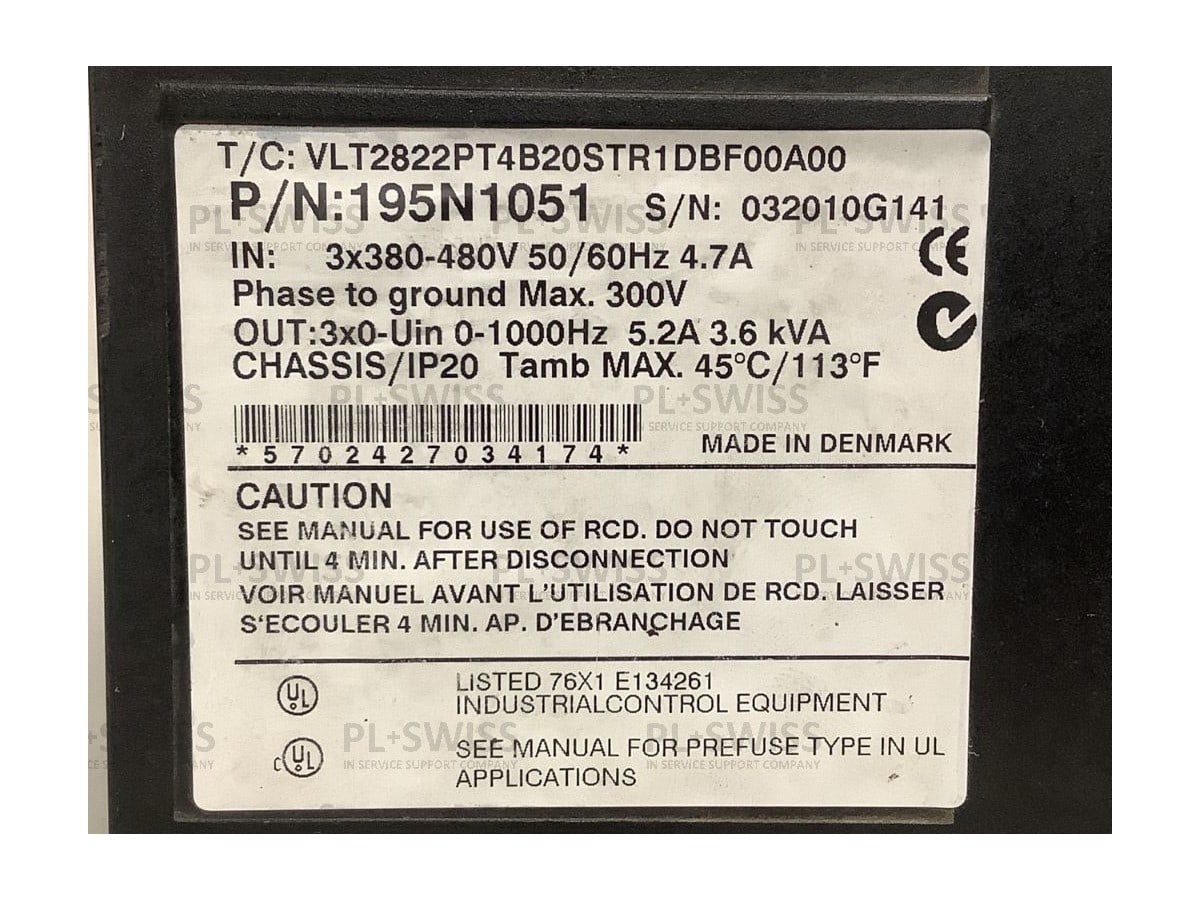 T/C: VLT2822PT4B20STR1DBF00A00
P/N:195N1051 S/N: 032010G141
IN: 3x380-480V 50/60Hz 4.7A
CE
Phase to ground Max. 300V
OUT:3x0-Uin 0-1000Hz 5.2A 3.6 kVA
CHASSIS/IP20 Tamb MAX. 45°C/113°F
*5702427034174*
MADE IN DENMARK
CAUTION
SEE MANUAL FOR USE OF RCD. DO NOT TOUCH
UNTIL 4 MIN. AFTER DISCONNECTION
VOIR MANUEL AVANT L'UTILISATION DE RCD. LAISSER
S'ECOULER 4 MIN. AP. D'EBRANCHAGE
UL
LISTED 76X1 E134261
INDUSTRIALCONTROL EQUIPMENT
c UL
SEE MANUAL FOR PREFUSE TYPE IN UL
APPLICATIONS
PL+SWISS
IN SERVICE SUPPORT COMPANY